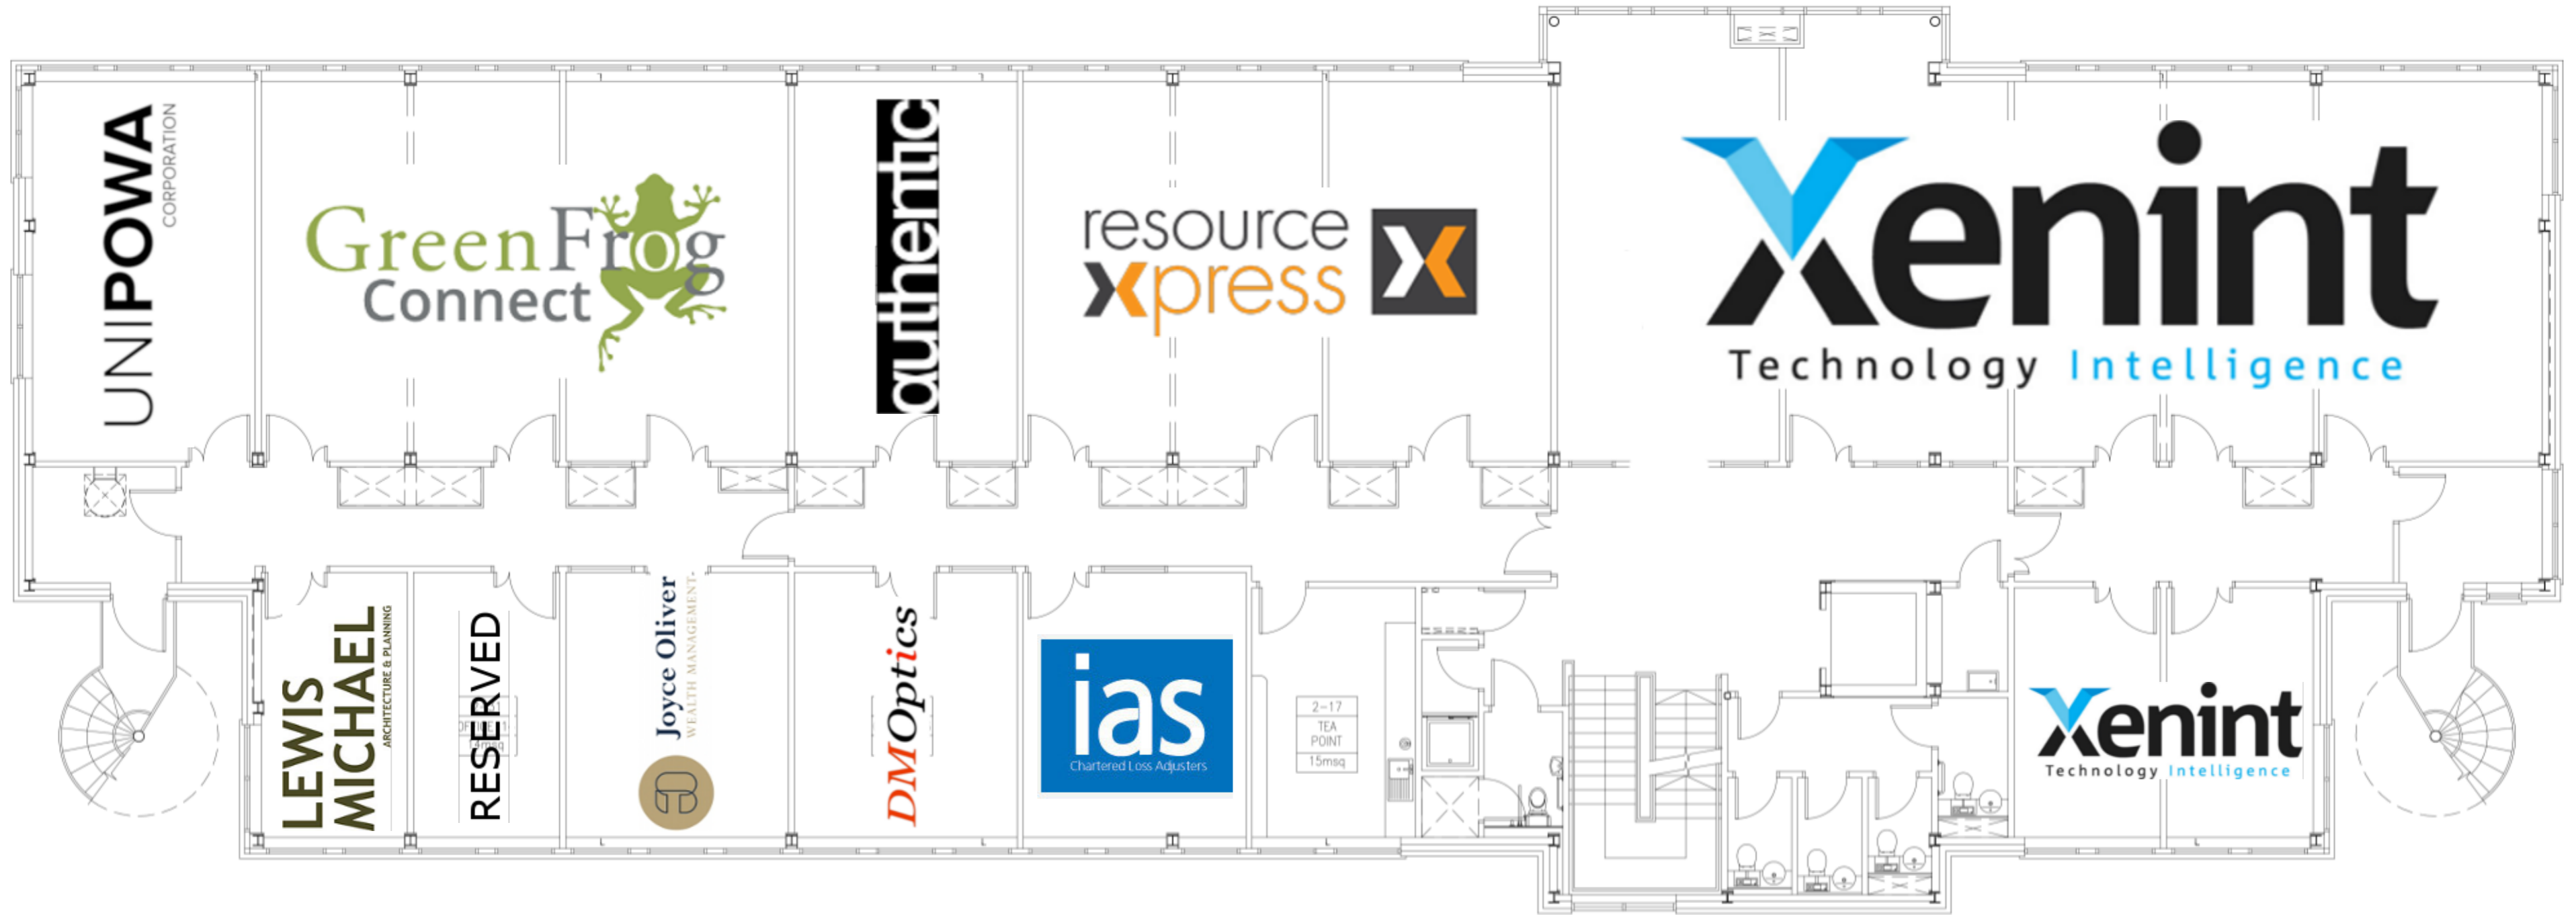 UNIPOWA
CORPORATION
GreenFrog
Connect
authentic
resource
xpress
Xenint
Technology Intelligence
LEWIS
MICHAEL
ARCHITECTURE & PLANNING
RESERVED
Joyce Oliver
WEALTH MANAGEMENT
DMOptics
ias
Chartered Loss Adjusters
2-17
TEA
POINT
15msq
Xenint
Technology Intelligence